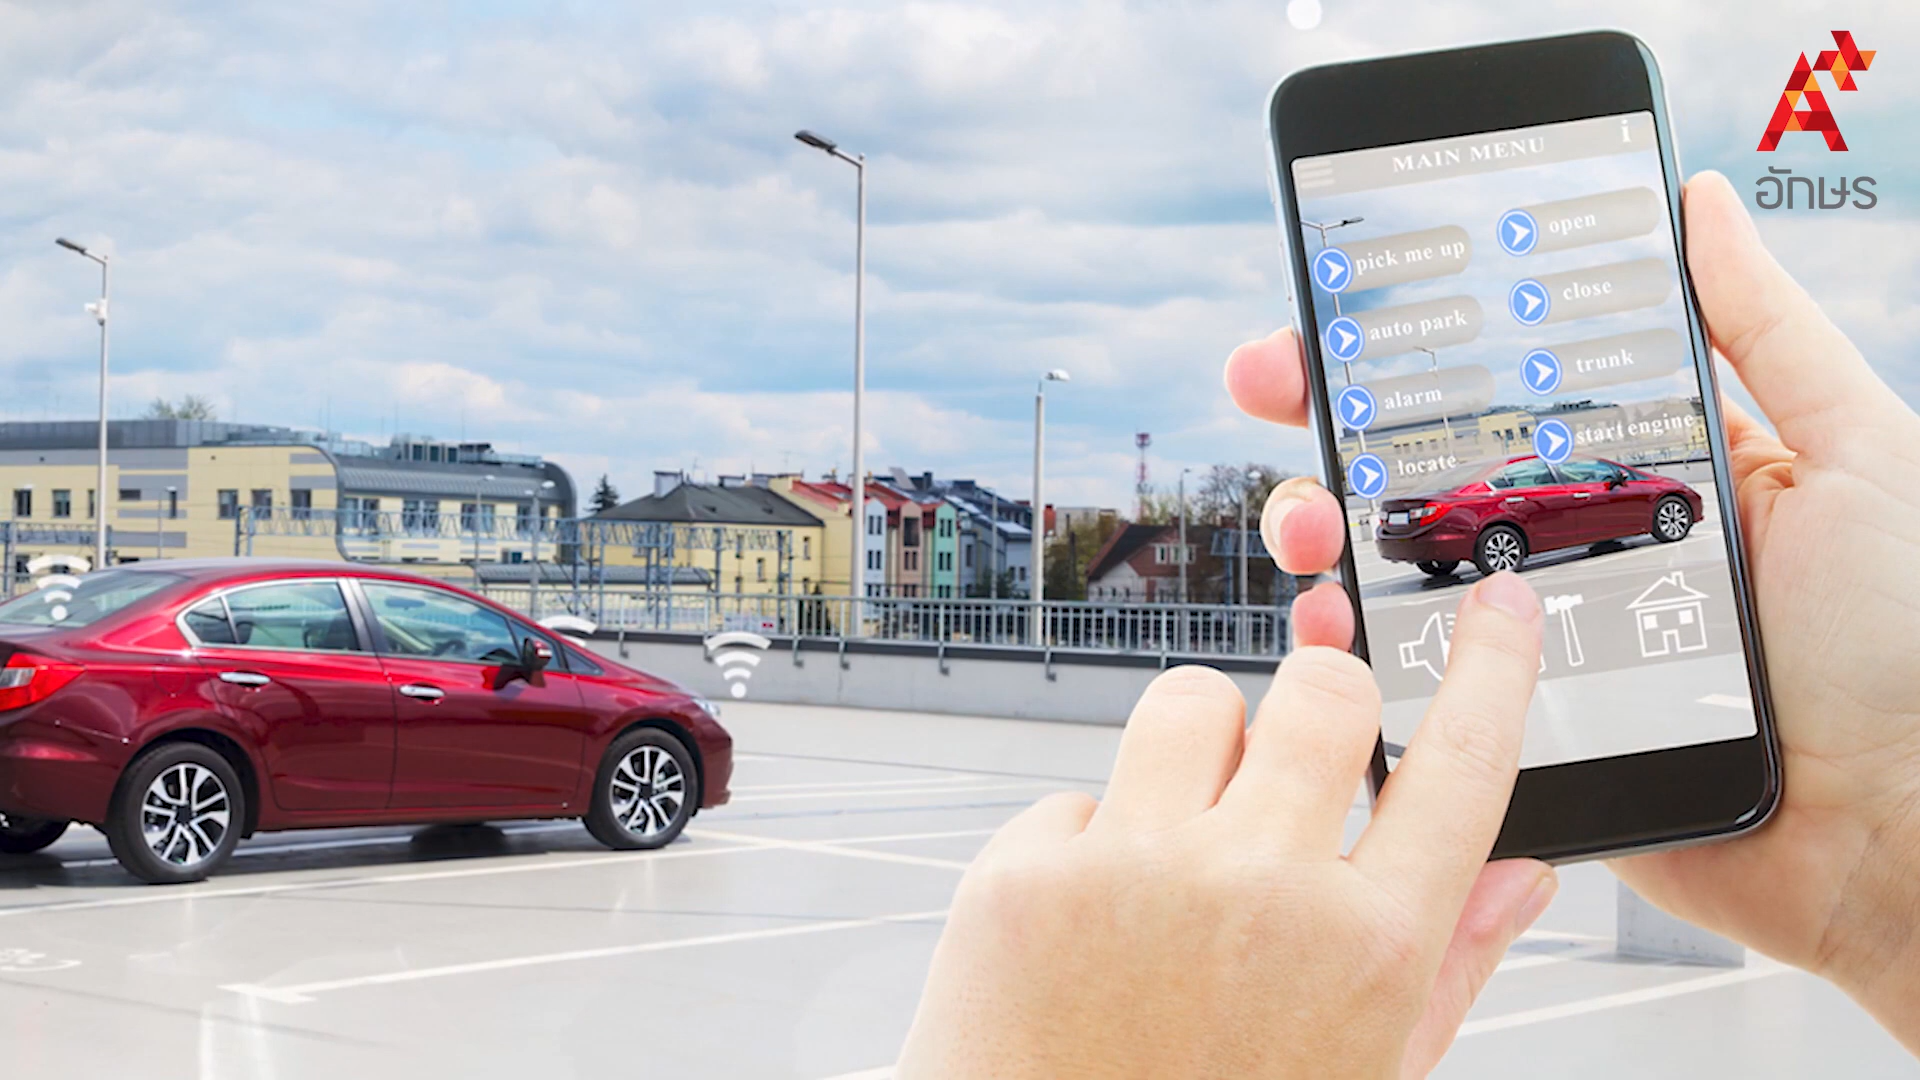 อักษร
MAIN MENU
i
pick me up
open
auto park
close
alarm
trunk
locate
start engine